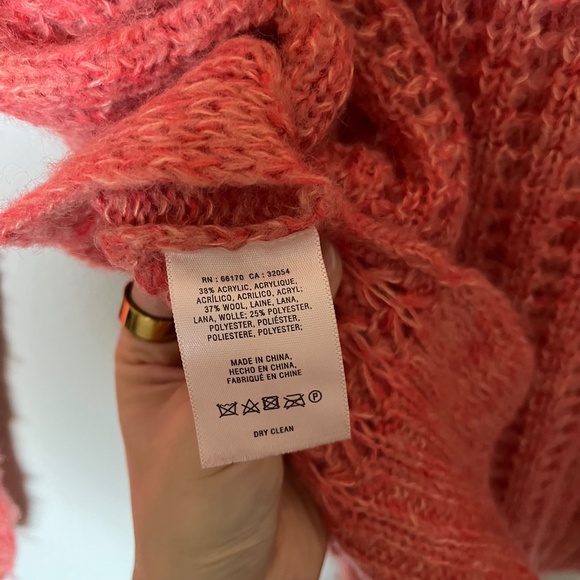 RN : 66170 CA : 32054
38% ACRYLIC, ACRYLIQUE,
ACRÍLICO, ACRILICO, ACRYL;
37% WOOL, LAINE, LANA,
LANA, WOLLE; 25% POLYESTER,
POLYESTER, POLIÉSTER,
POLIESTERE, POLYESTER;
MADE IN CHINA,
HECHO EN CHINA,
FABRIQUÉ EN CHINE
P
DRY CLEAN